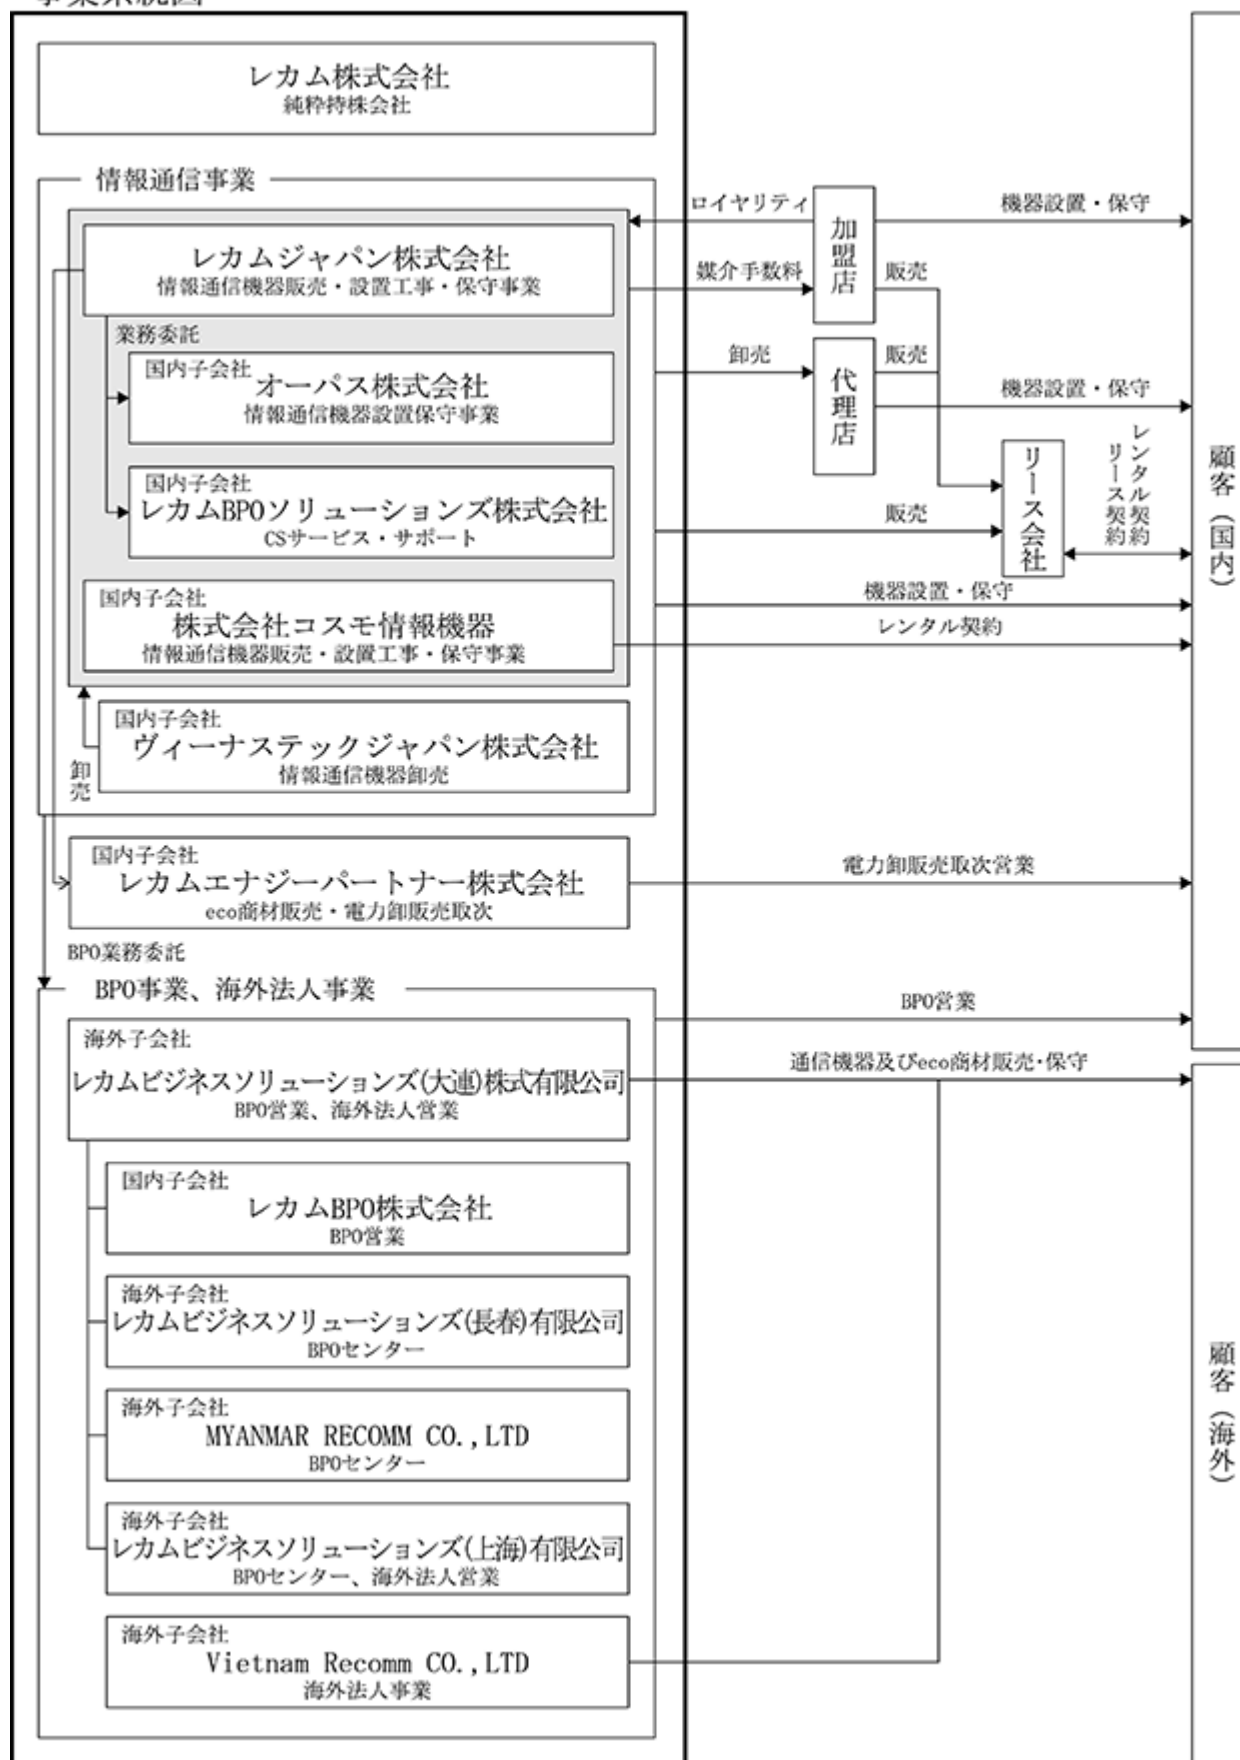 事業系統図
レカム株式会社
純粋持株会社
情報通信事業
レカムジャパン株式会社
情報通信機器販売・設置工事・保守事業
業務委託
国内子会社
オーパス株式会社
情報通信機器設置保守事業
国内子会社
レカムBPOソリューションズ株式会社
CSサービス・サポート
国内子会社
株式会社コスモ情報機器
情報通信機器販売・設置工事・保守事業
国内子会社
ヴィーナステックジャパン株式会社
情報通信機器卸売
卸売
国内子会社
レカムエナジーパートナー株式会社
eco商材販売・電力卸販売取次
BPO業務委託
BPO事業、海外法人事業
海外子会社
レカムビジネスソリューションズ(大連)株式有限公司
BPO営業、海外法人営業
国内子会社
レカムBPO株式会社
BPO営業
海外子会社
レカムビジネスソリューションズ(長春)有限公司
BPOセンター
海外子会社
MYANMAR RECOMM CO.,LTD
BPOセンター
海外子会社
レカムビジネスソリューションズ(上海)有限公司
BPOセンター、海外法人営業
海外子会社
Vietnam Recomm CO.,LTD
海外法人事業
ロイヤリティ
媒介手数料
加盟店
機器設置・保守
販売
卸売
代理店
販売
機器設置・保守
販売
リース会社
レンタル契約
リース契約
機器設置・保守
レンタル契約
電力卸販売取次営業
BPO営業
通信機器及びeco商材販売・保守
顧客（国内）
顧客（海外）